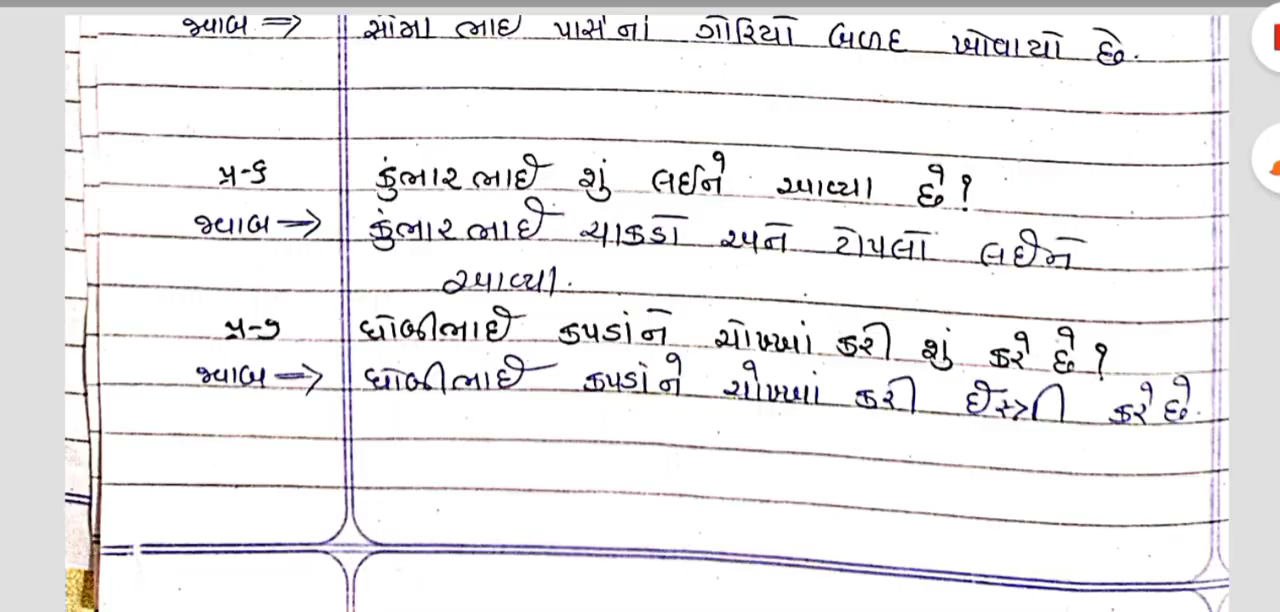 જવાબ ⇒ સોમા ભાઇ પાસેનો ગોરિયો બળદ ખોવાયો છે.
પ્ર-૬ કુંભાર ભાઈ શું લઇને આવ્યા છે?
જવાબ ⇒ કુંભાર ભાઈ ચાકડો અને ટોપલો લઈને
આવ્યા.
પ્ર-૭ ધોબીભાઈ કપડાંને ચોખ્ખાં કરી શું કરે છે?
જવાબ ⇒ ધોબીભાઈ કપડાંને ચોખ્ખાં કરી ઈસ્ત્રી કરે છે.